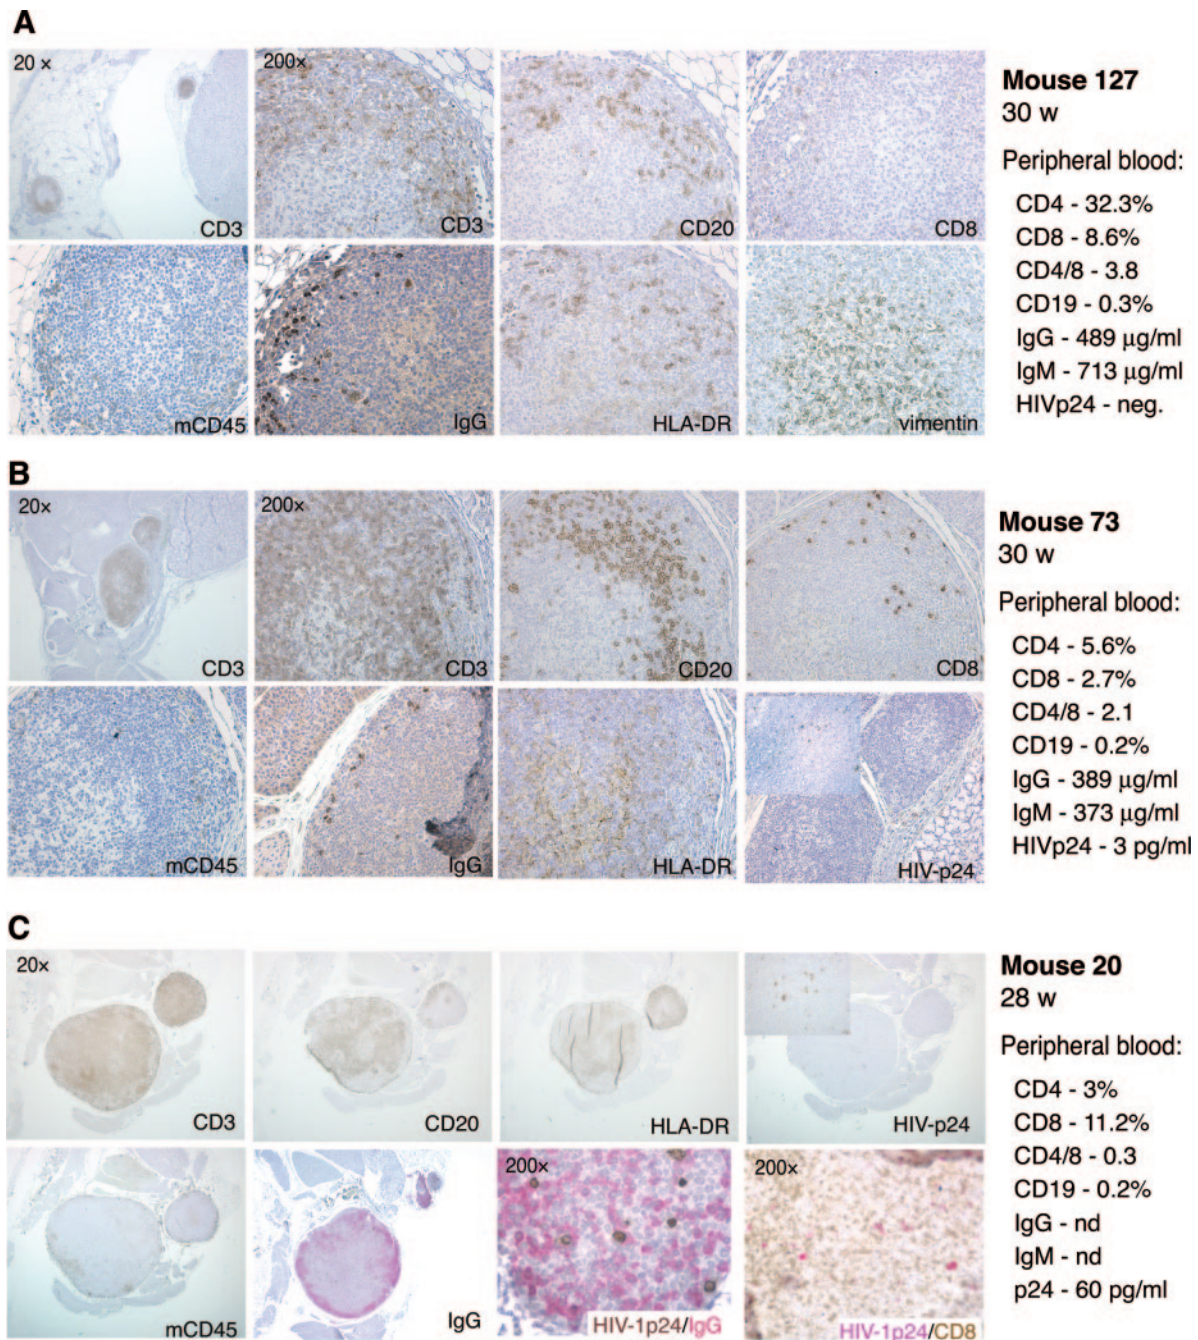 A
20 ×
CD3
200×
CD3
CD20
CD8
mCD45
IgG
HLA-DR
vimentin
Mouse 127
30 w
Peripheral blood:
CD4 - 32.3%
CD8 - 8.6%
CD4/8 - 3.8
CD19 - 0.3%
IgG - 489 µg/ml
IgM - 713 µg/ml
HIVp24 - neg.
B
20×
CD3
200×
CD3
CD20
CD8
mCD45
IgG
HLA-DR
HIV-p24
Mouse 73
30 w
Peripheral blood:
CD4 - 5.6%
CD8 - 2.7%
CD4/8 - 2.1
CD19 - 0.2%
IgG - 389 µg/ml
IgM - 373 µg/ml
HIVp24 - 3 pg/ml
C
20×
CD3
CD20
HLA-DR
HIV-p24
mCD45
IgG
200×
HIV-1p24/IgG
200×
HIV-1p24/CD8
Mouse 20
28 w
Peripheral blood:
CD4 - 3%
CD8 - 11.2%
CD4/8 - 0.3
CD19 - 0.2%
IgG - nd
IgM - nd
p24 - 60 pg/ml